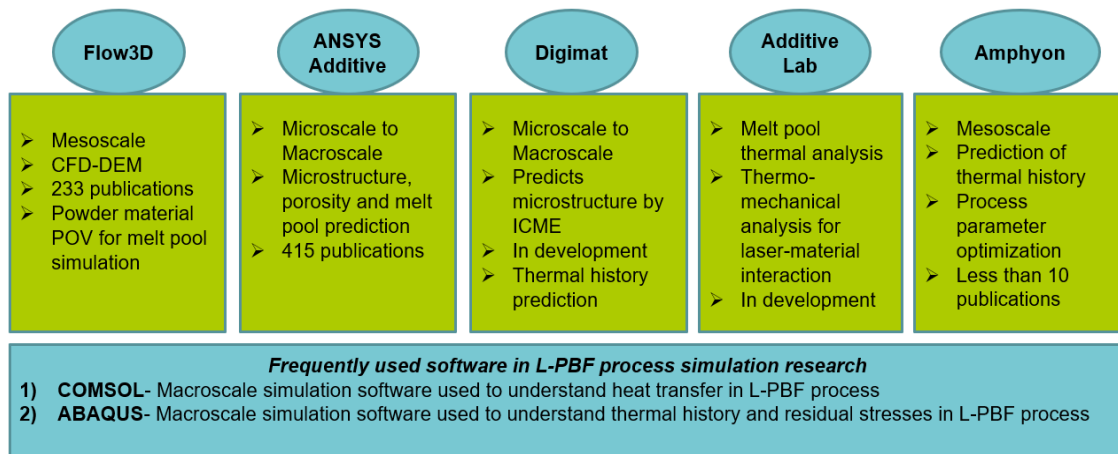 Flow3D
➢ Mesoscale
➢ CFD-DEM
➢ 233 publications
➢ Powder material
POV for melt pool
simulation
ANSYS
Additive
➢ Microscale to
Macroscale
➢ Microstructure,
porosity and melt
pool prediction
➢ 415 publications
Digimat
➢ Microscale to
Macroscale
➢ Predicts
microstructure by
ICME
➢ In development
➢ Thermal history
prediction
Additive
Lab
➢ Melt pool
thermal analysis
➢ Thermo-
mechanical
analysis for
laser-material
interaction
➢ In development
Amphyon
➢ Mesoscale
➢ Prediction of
thermal history
➢ Process
parameter
optimization
➢ Less than 10
publications
Frequently used software in L-PBF process simulation research
1) COMSOL- Macroscale simulation software used to understand heat transfer in L-PBF process
2) ABAQUS- Macroscale simulation software used to understand thermal history and residual stresses in L-PBF process